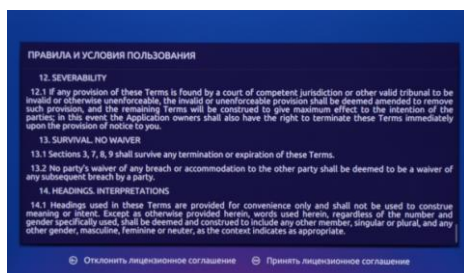 ПРАВИЛА И УСЛОВИЯ ПОЛЬЗОВАНИЯ
12. SEVERABILITY
12.1 If any provision of these Terms is found by a court of competent jurisdiction or other valid tribunal to be
invalid or otherwise unenforceable, the invalid or unenforceable provision shall be deemed amended to remove
such provision, and the remaining Terms will be construed to give maximum effect to the intention of the
parties; in this event the Application owners shall also have the right to terminate these Terms immediately
upon the provision of notice to you.
13. SURVIVAL. NO WAIVER
13.1 Sections 3, 7, 8, 9 shall survive any termination or expiration of these Terms.
13.2 No party's waiver of any breach or accommodation to the other party shall be deemed to be a waiver of
any subsequent breach by a party.
14. HEADINGS. INTERPRETATIONS
14.1 Headings used in these Terms are provided for convenience only and shall not be used to construe
meaning or intent. Except as otherwise provided herein, words used herein, regardless of the number and
gender specifically used, shall be deemed and construed to include any other member, singular or plural, and any
other gender, masculine, feminine or neuter, as the context indicates as appropriate.
Отклонить лицензионное соглашение Принять лицензионное соглашение